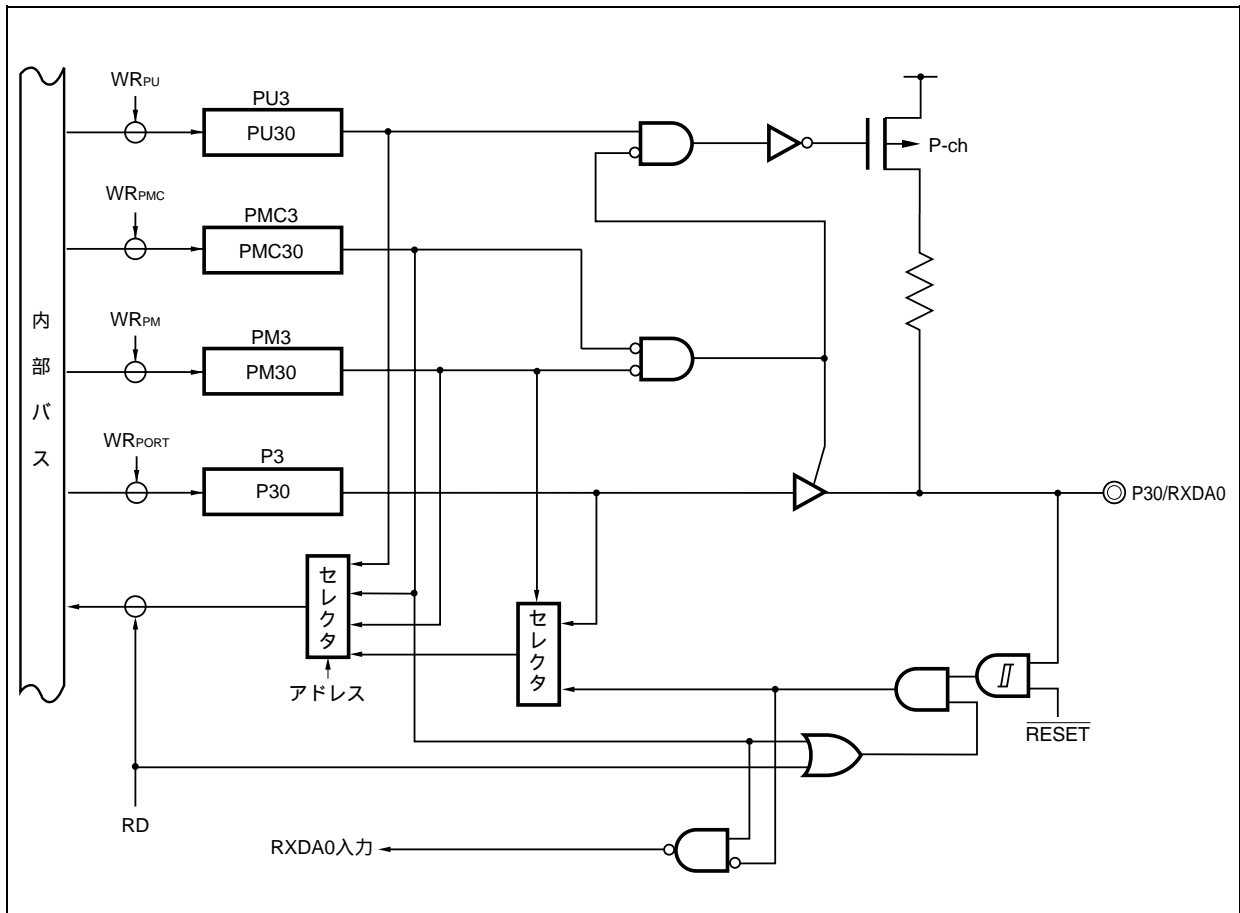 WRPU
PU3
PU30
P-ch
WRPMC
PMC3
PMC30
WRPM
PM3
PM30
内部バス
WRPORT
P3
P30
P30/RXDA0
セレクタ
セレクタ
アドレス
RESET
RD
RXDA0入力